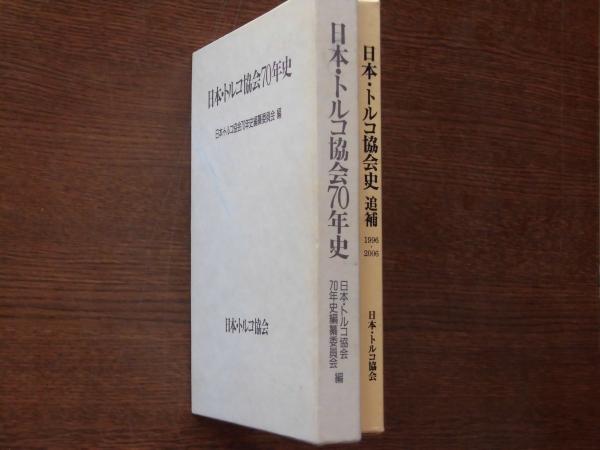 日本・トルコ協会70年史
日本・トルコ協会70年史編纂委員会 編
日本・トルコ協会
日本・トルコ協会70年史
日本・トルコ協会
70年史編纂委員会 編
日本・トルコ協会史 追補
1996
-
2006
日本・トルコ協会